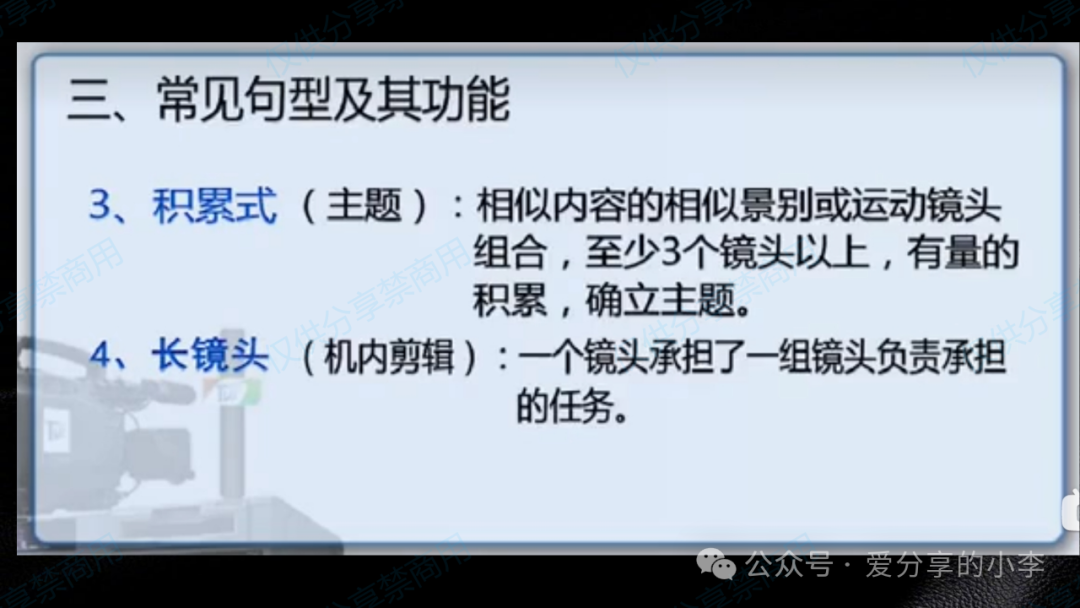 三、常见句型及其功能
3、积累式（主题）：相似内容的相似景别或运动镜头
组合，至少3个镜头以上，有量的
积累，确立主题。
4、长镜头（机内剪辑）：一个镜头承担了一组镜头负责承担
的任务。
公众号·爱分享的小李
仅供分享禁商用